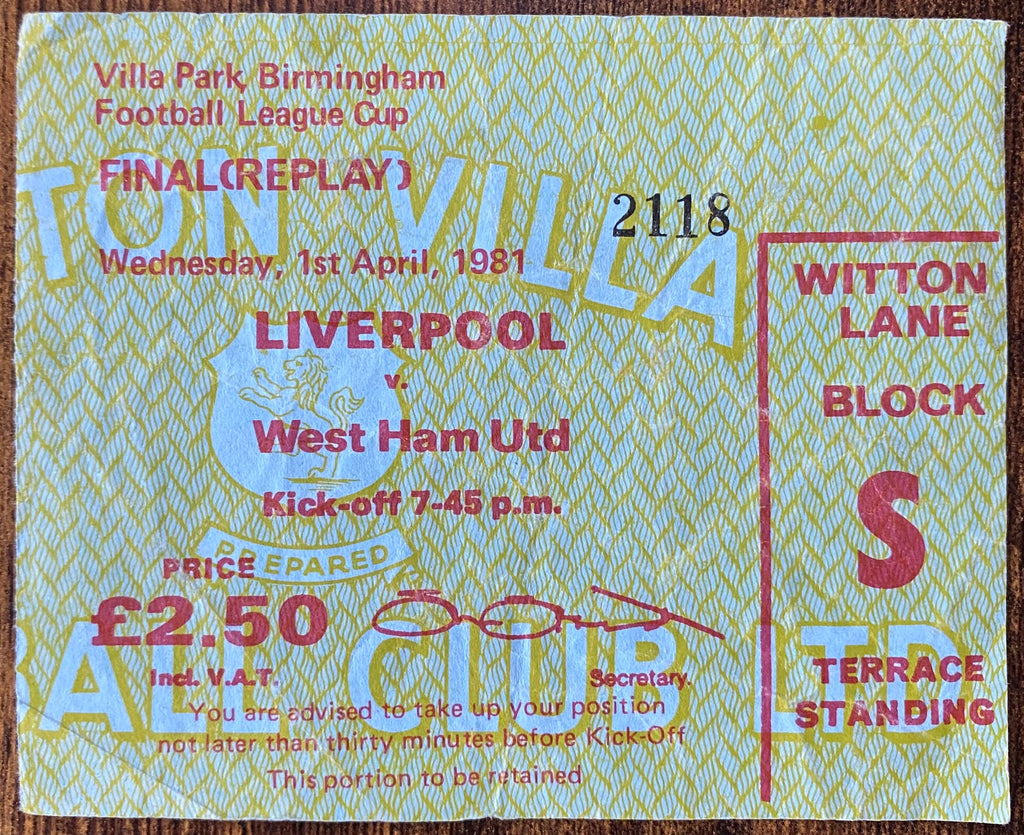 Villa Park, Birmingham
Football League Cup
FINAL(REPLAY)
TON VILLA
2118
Wednesday, 1st April, 1981
LIVERPOOL
v.
West Ham Utd
Kick-off 7-45 p.m.
PREPARED
PRICE
£2.50
BALL CLUB LTD
Incl. V.A.T.
Secretary.
You are advised to take up your position
not later than thirty minutes before Kick-Off
This portion to be retained
WITTON
LANE
BLOCK
S
TERRACE
STANDING